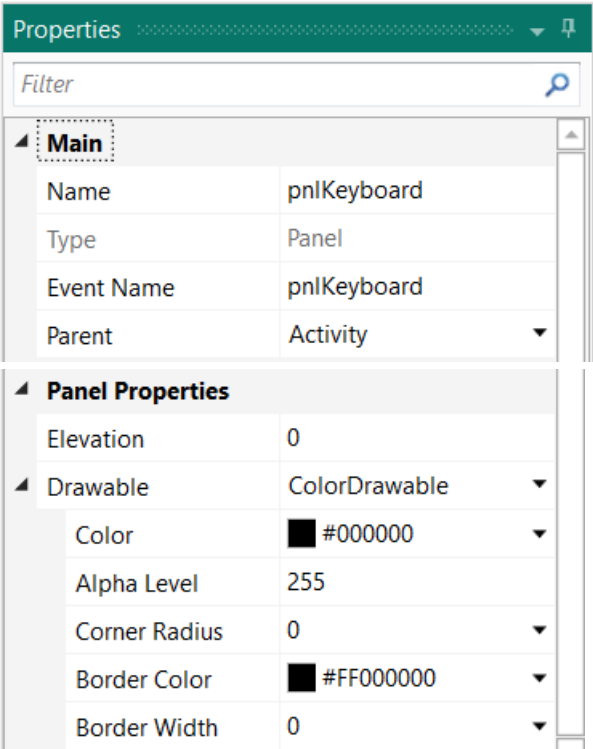 Properties
Filter
Main
Name pnlKeyboard
Type Panel
Event Name pnlKeyboard
Parent Activity
Panel Properties
Elevation 0
Drawable ColorDrawable
Color #000000
Alpha Level 255
Corner Radius 0
Border Color #FF000000
Border Width 0